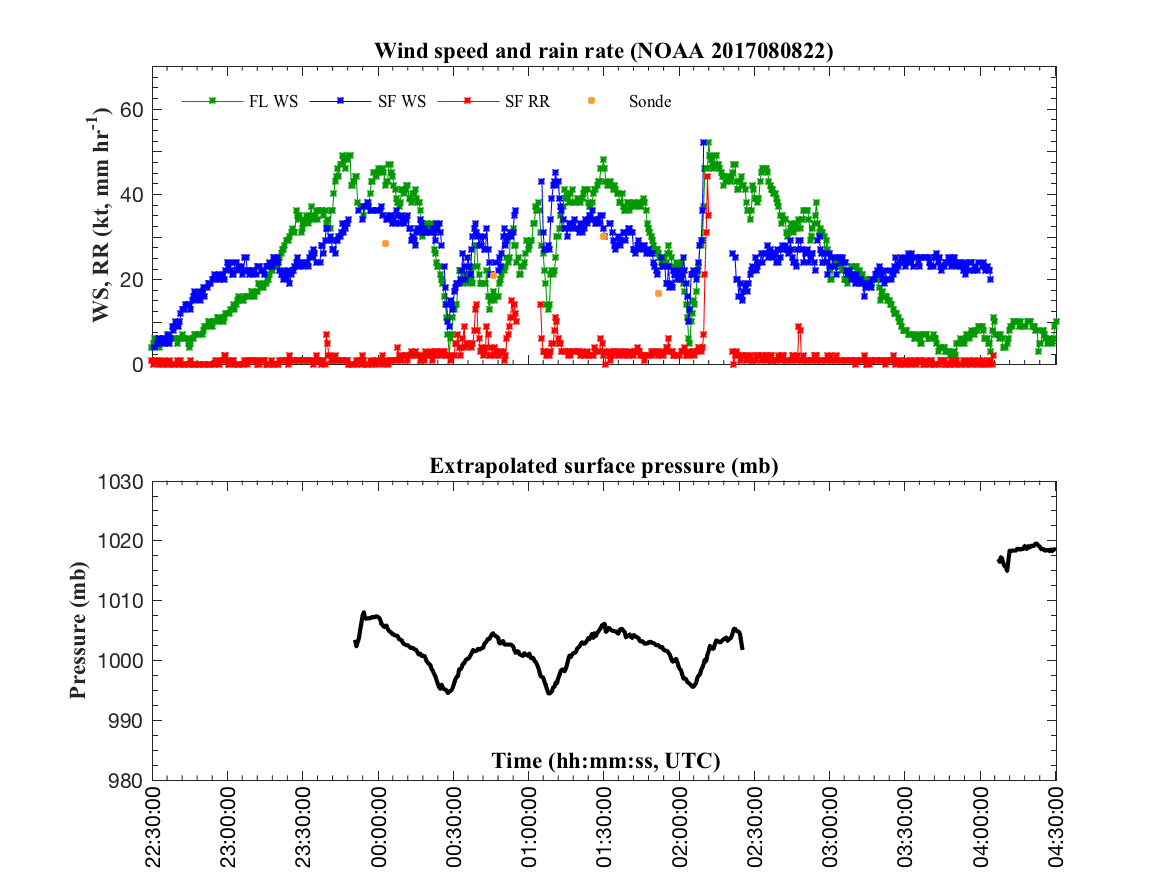 Wind speed and rain rate (NOAA 2017080822)
FL WS SF WS SF RR Sonde
WS, RR (kt, mm hr-1)
60
40
20
0
Extrapolated surface pressure (mb)
Pressure (mb)
1030
1020
1010
1000
990
980
Time (hh:mm:ss, UTC)
22:30:00 23:00:00 23:30:00 00:00:00 00:30:00 01:00:00 01:30:00 02:00:00 02:30:00 03:00:00 03:30:00 04:00:00 04:30:00